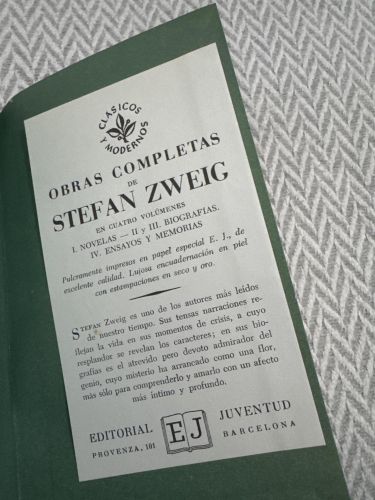 CLASICOS
Y MODERNOS
OBRAS COMPLETAS
DE
STEFAN ZWEIG
EN CUATRO VOLÚMENES
I. NOVELAS — II y III. BIOGRAFIAS.
IV. ENSAYOS Y MEMORIAS
Pulcramente impresos en papel especial E. J., de
excelente calidad. Lujosa encuadernación en piel
con estampaciones en seco y oro.
STEFAN Zweig es uno de los autores más leídos
de nuestro tiempo. Sus tensas narraciones re-
flejan la vida en sus momentos de crisis, a cuyo
resplandor se revelan los caracteres; en sus bio-
grafías es el atrevido pero devoto admirador del
genio, cuyo misterio ha arrancado como una flor,
más sólo para comprenderlo y amarlo con un afecto
más íntimo y profundo.
EDITORIAL EJ JUVENTUD
PROVENZA, 101 BARCELONA